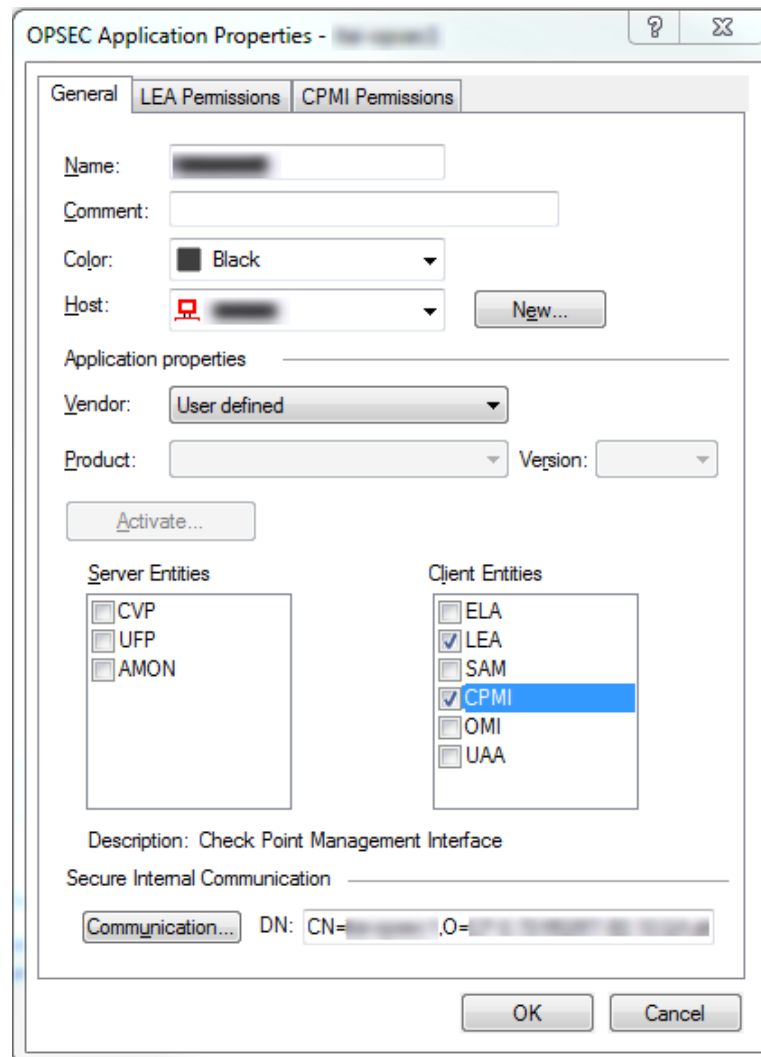 OPSEC Application Properties -
General LEA Permissions CPMI Permissions
Name:
Comment:
Color: Black
Host: New...
Application properties
Vendor: User defined
Product: Version:
Activate...
Server Entities Client Entities
CVP ELA
UFP LEA
AMON SAM
CPMI
OMI
UAA
Description: Check Point Management Interface
Secure Internal Communication
Communication... DN: CN= ,O=
OK Cancel